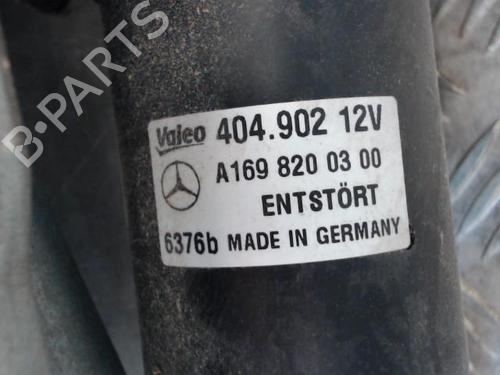 B-PARTS
Valeo 404.902 12V
A169 820 03 00
ENTSTÖRT
6376b MADE IN GERMANY